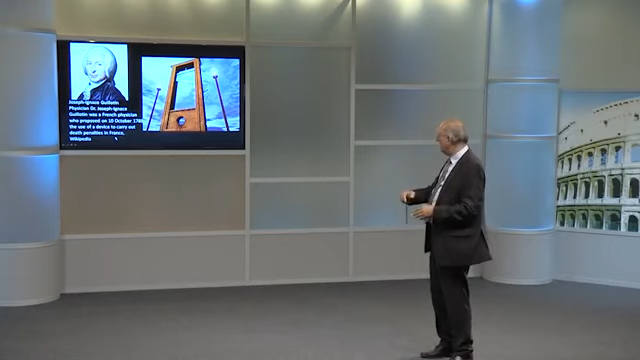 Joseph-Ignace Guillotin
Physician Dr. Joseph-Ignace
Guillotin was a French physician
who proposed on 10 October 1789
the use of a device to carry out
death penalties in France,
Wikipedia